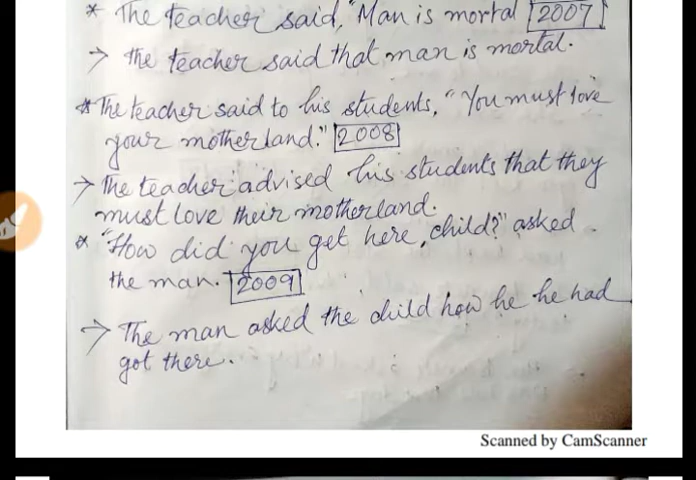 * The teacher said, "Man is mortal [2007]
→ the teacher said that man is mortal.
* The teacher said to his students, "You must love
your motherland." [2008]
→ The teacher advised his students that they
must love their motherland.
* "How did you get here, child?" asked
the man. [2009]
→ The man asked the child how he he had
got there.
Scanned by CamScanner